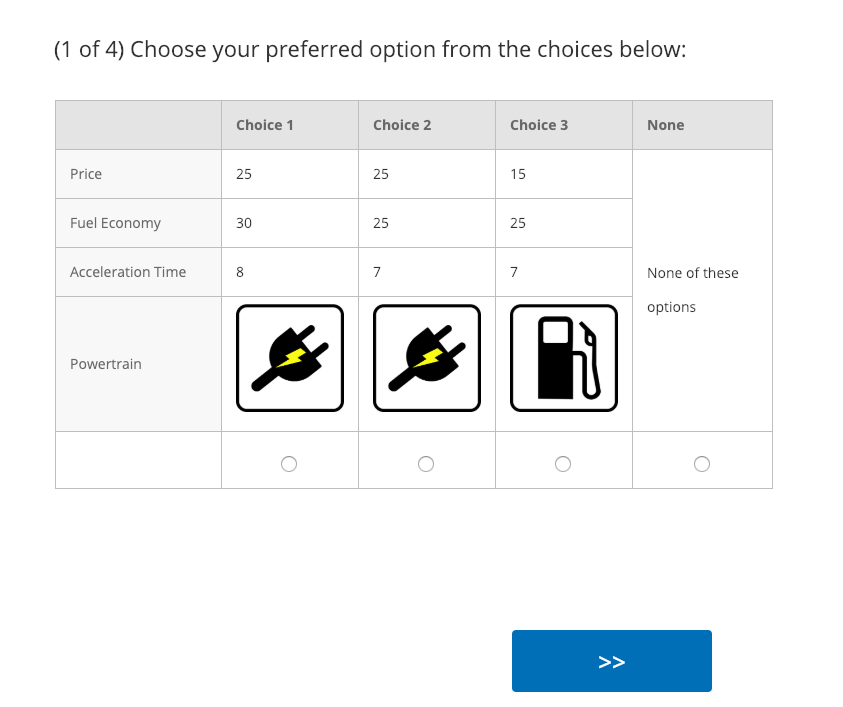 (1 of 4) Choose your preferred option from the choices below:
Choice 1 Choice 2 Choice 3 None
Price 25 25 15
Fuel Economy 30 25 25
Acceleration Time 8 7 7
None of these
options
Powertrain
>>